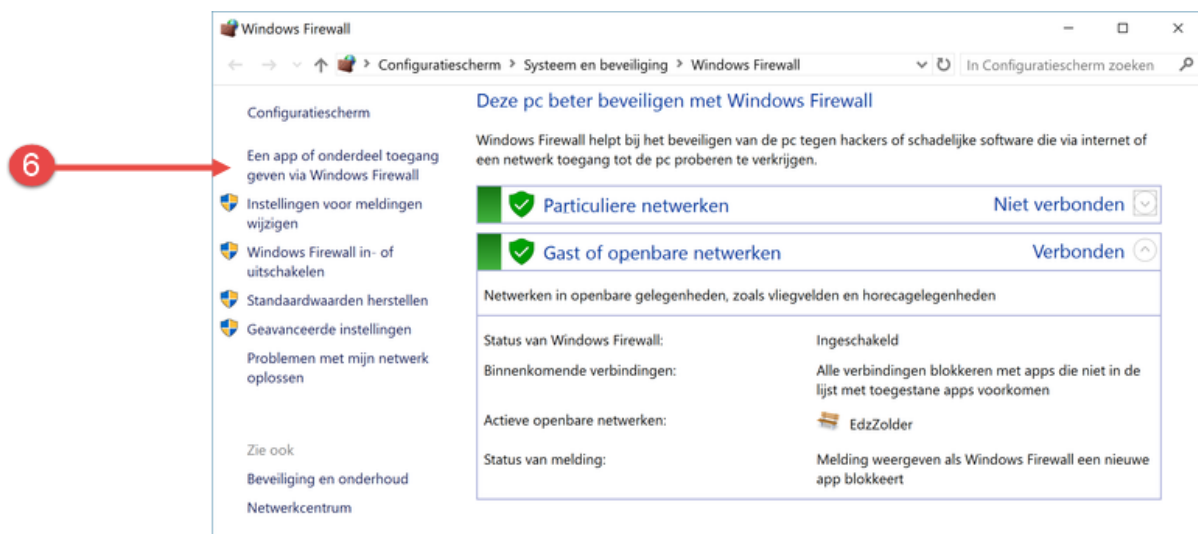 Windows Firewall
Configuratiescherm > Systeem en beveiliging > Windows Firewall
In Configuratiescherm zoeken
Configuratiescherm
6
Een app of onderdeel toegang
geven via Windows Firewall
Instellingen voor meldingen
wijzigen
Windows Firewall in- of
uitschakelen
Standaardwaarden herstellen
Geavanceerde instellingen
Problemen met mijn netwerk
oplossen
Zie ook
Beveiliging en onderhoud
Netwerkcentrum
Deze pc beter beveiligen met Windows Firewall
Windows Firewall helpt bij het beveiligen van de pc tegen hackers of schadelijke software die via internet of
een netwerk toegang tot de pc proberen te verkrijgen.
Particuliere netwerken Niet verbonden
Gast of openbare netwerken Verbonden
Netwerken in openbare gelegenheden, zoals vliegvelden en horecagelegenheden
Status van Windows Firewall: Ingeschakeld
Binnenkomende verbindingen: Alle verbindingen blokkeren met apps die niet in de
lijst met toegestane apps voorkomen
Actieve openbare netwerken: EdzZolder
Status van melding: Melding weergeven als Windows Firewall een nieuwe
app blokkeert